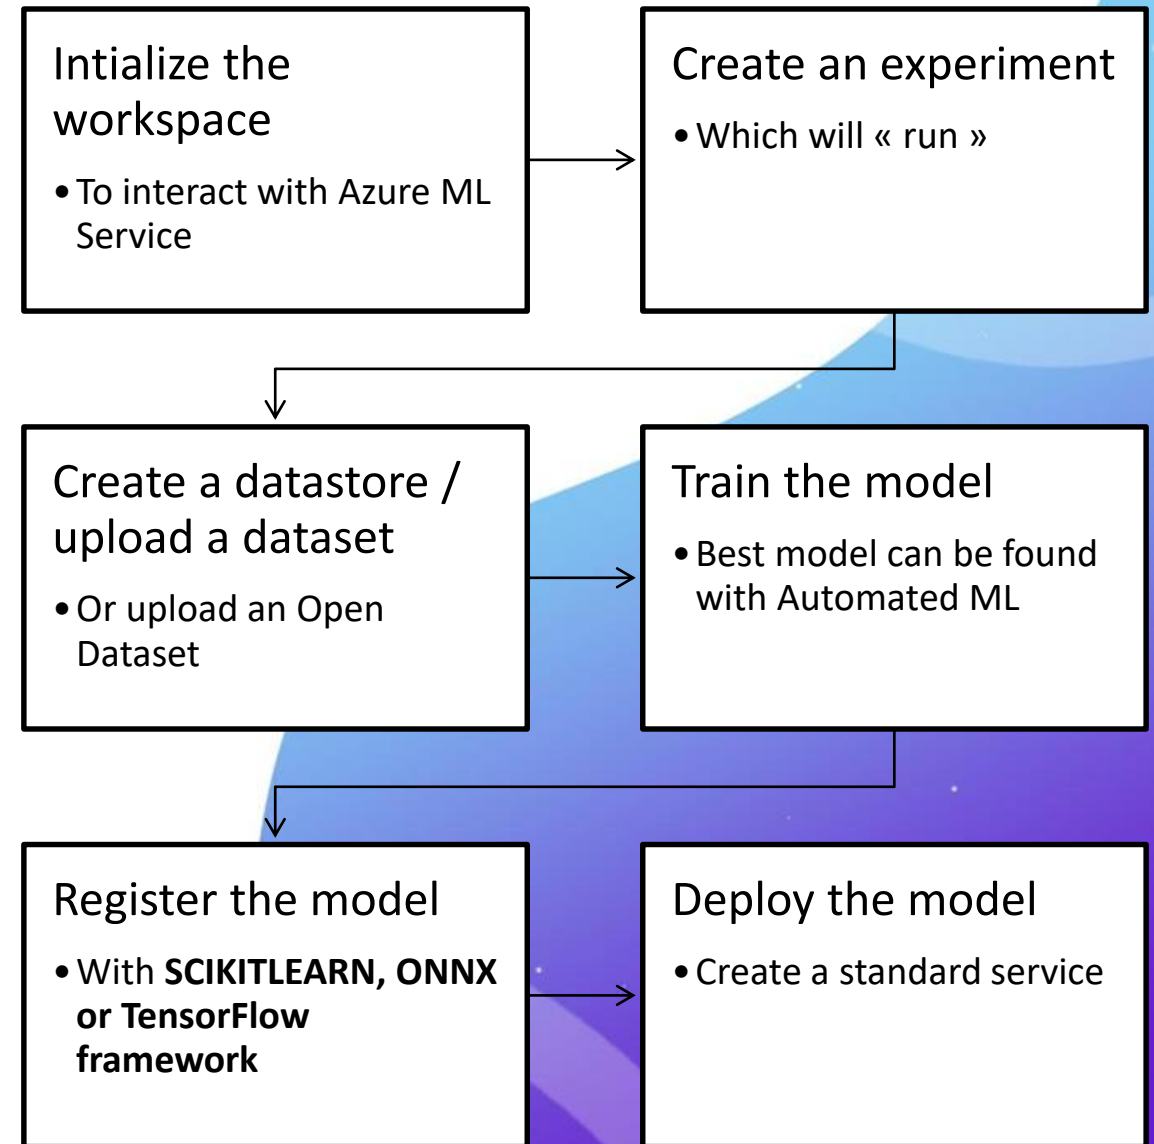 Intialize the
workspace
• To interact with Azure ML
Service
Create an experiment
• Which will « run »
Create a datastore /
upload a dataset
• Or upload an Open
Dataset
Train the model
• Best model can be found
with Automated ML
Register the model
• With SCIKITLEARN, ONNX
or TensorFlow
framework
Deploy the model
• Create a standard service